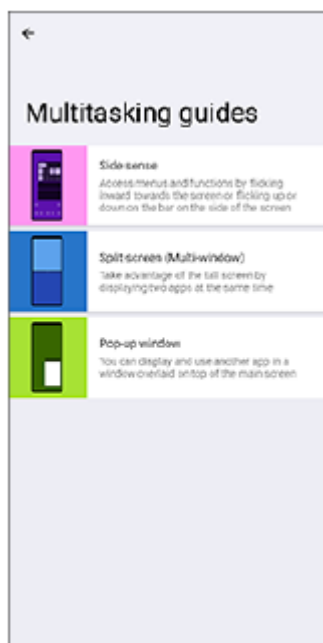 Multitasking guides
Side sense
Access menus and functions by flicking
inward towards the screen or flicking up or
down on the bar on the side of the screen
Split screen (Multi-window)
Take advantage of the tall screen by
displaying two apps at the same time
Pop-up window
You can display and use another app in a
window overlaid on top of the main screen